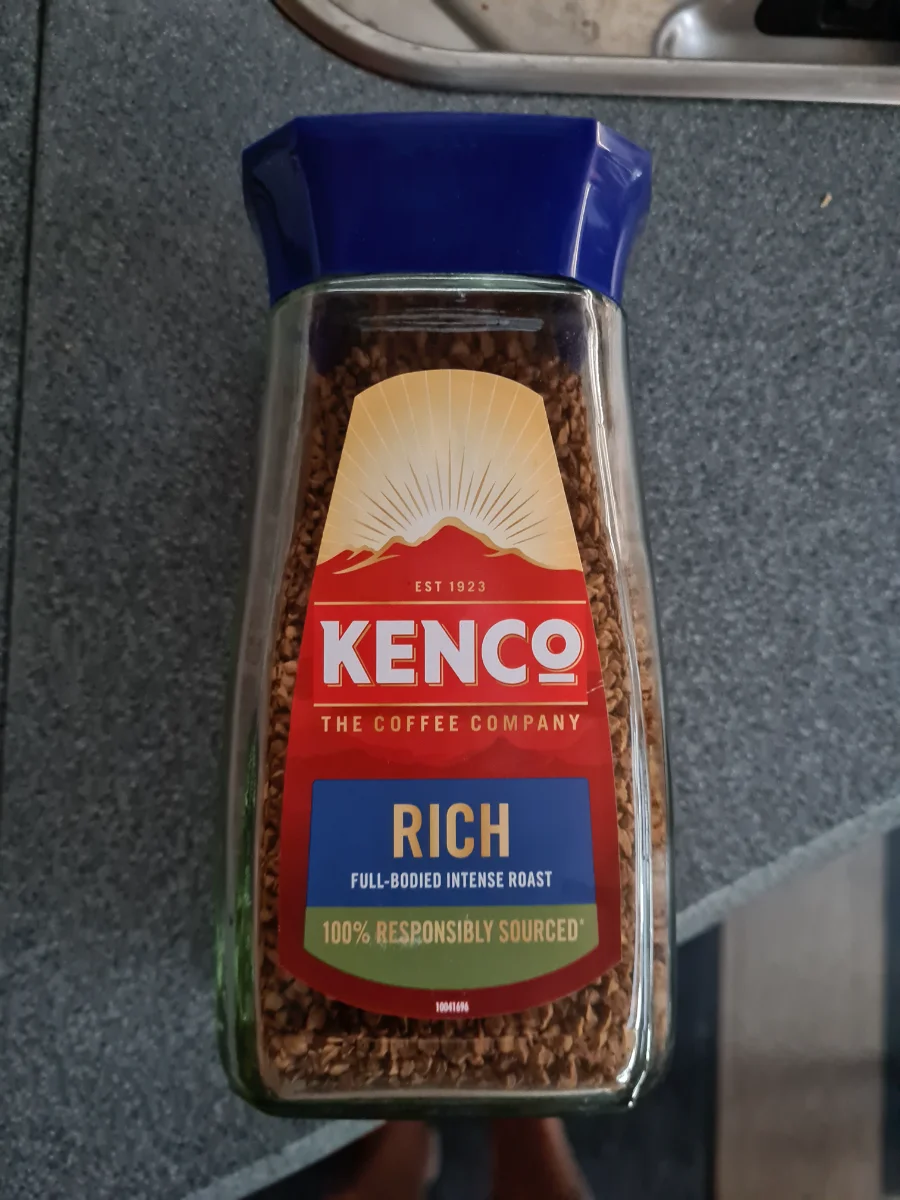 EST 1923
KENCO
THE COFFEE COMPANY
RICH
FULL-BODIED INTENSE ROAST
100% RESPONSIBLY SOURCED*
10041696